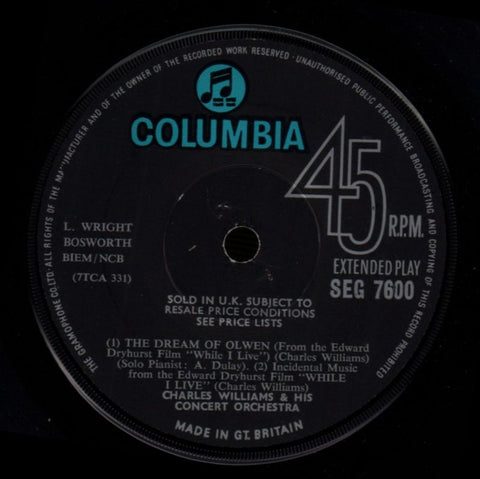 THE GRAMOPHONE CO. LTD. ALL RIGHTS OF THE MANUFACTURER AND OF THE OWNER OF THE RECORDED WORK RESERVED · UNAUTHORISED PUBLIC PERFORMANCE BROADCASTING AND COPYING OF THIS RECORD PROHIBITED
COLUMBIA
45
R.P.M.
EXTENDED PLAY
SEG 7600
L. WRIGHT
BOSWORTH
BIEM/NCB
(7TCA 331)
SOLD IN U.K. SUBJECT TO
RESALE PRICE CONDITIONS
SEE PRICE LISTS
(1) THE DREAM OF OLWEN (From the Edward
Dryhurst Film "While I Live") (Charles Williams)
(Solo Pianist: A. Dulay). (2) Incidental Music
from the Edward Dryhurst Film "WHILE
I LIVE" (Charles Williams)
CHARLES WILLIAMS & HIS
CONCERT ORCHESTRA
MADE IN GT. BRITAIN